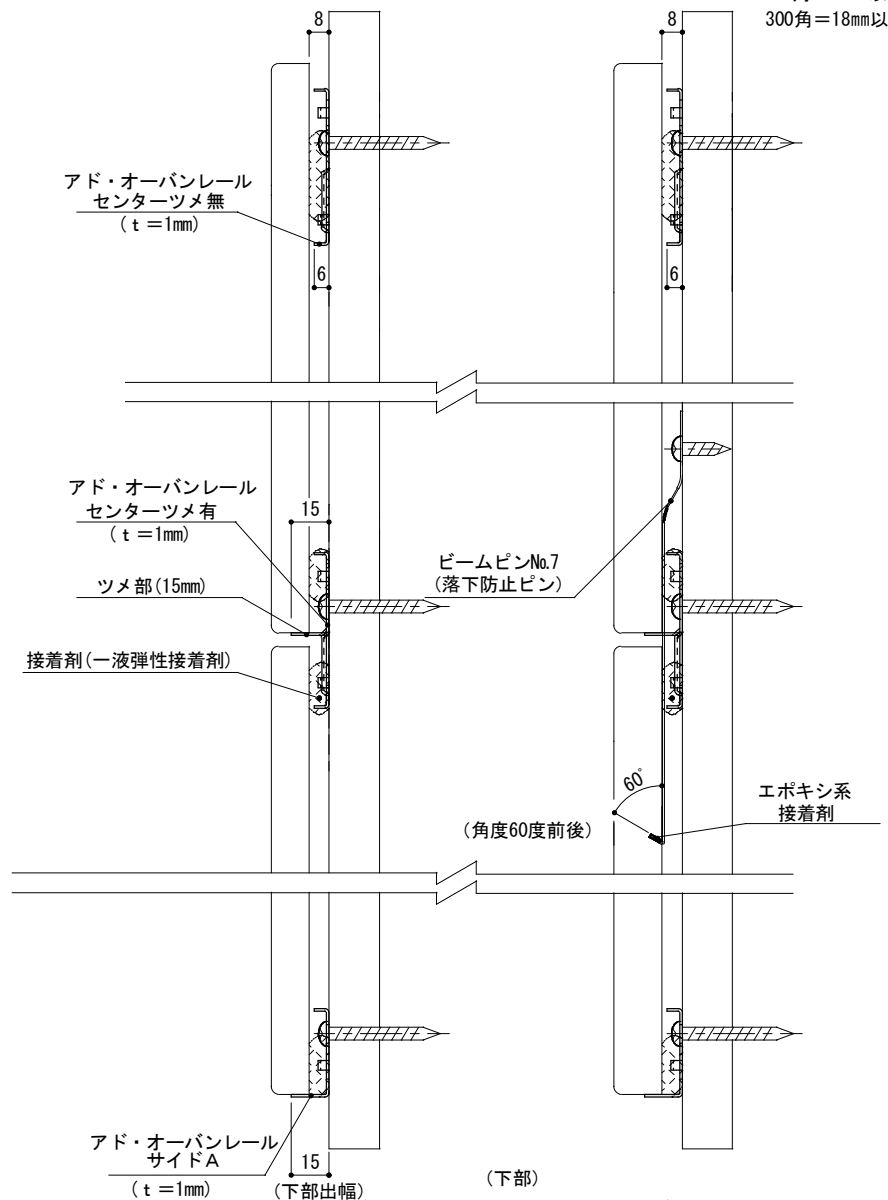 8
8
300角=18mm以
アド・オーバンレール
センターツメ無
(t=1mm)
6
6
アド・オーバンレール
センターツメ有
(t=1mm)
15
ツメ部(15mm)
ビームピンNo.7
(落下防止ピン)
接着剤(一液弾性接着剤)
60°
(角度60度前後)
エポキシ系
接着剤
アド・オーバンレール
サイドA
(t=1mm)
15
(下部出幅)
(下部)